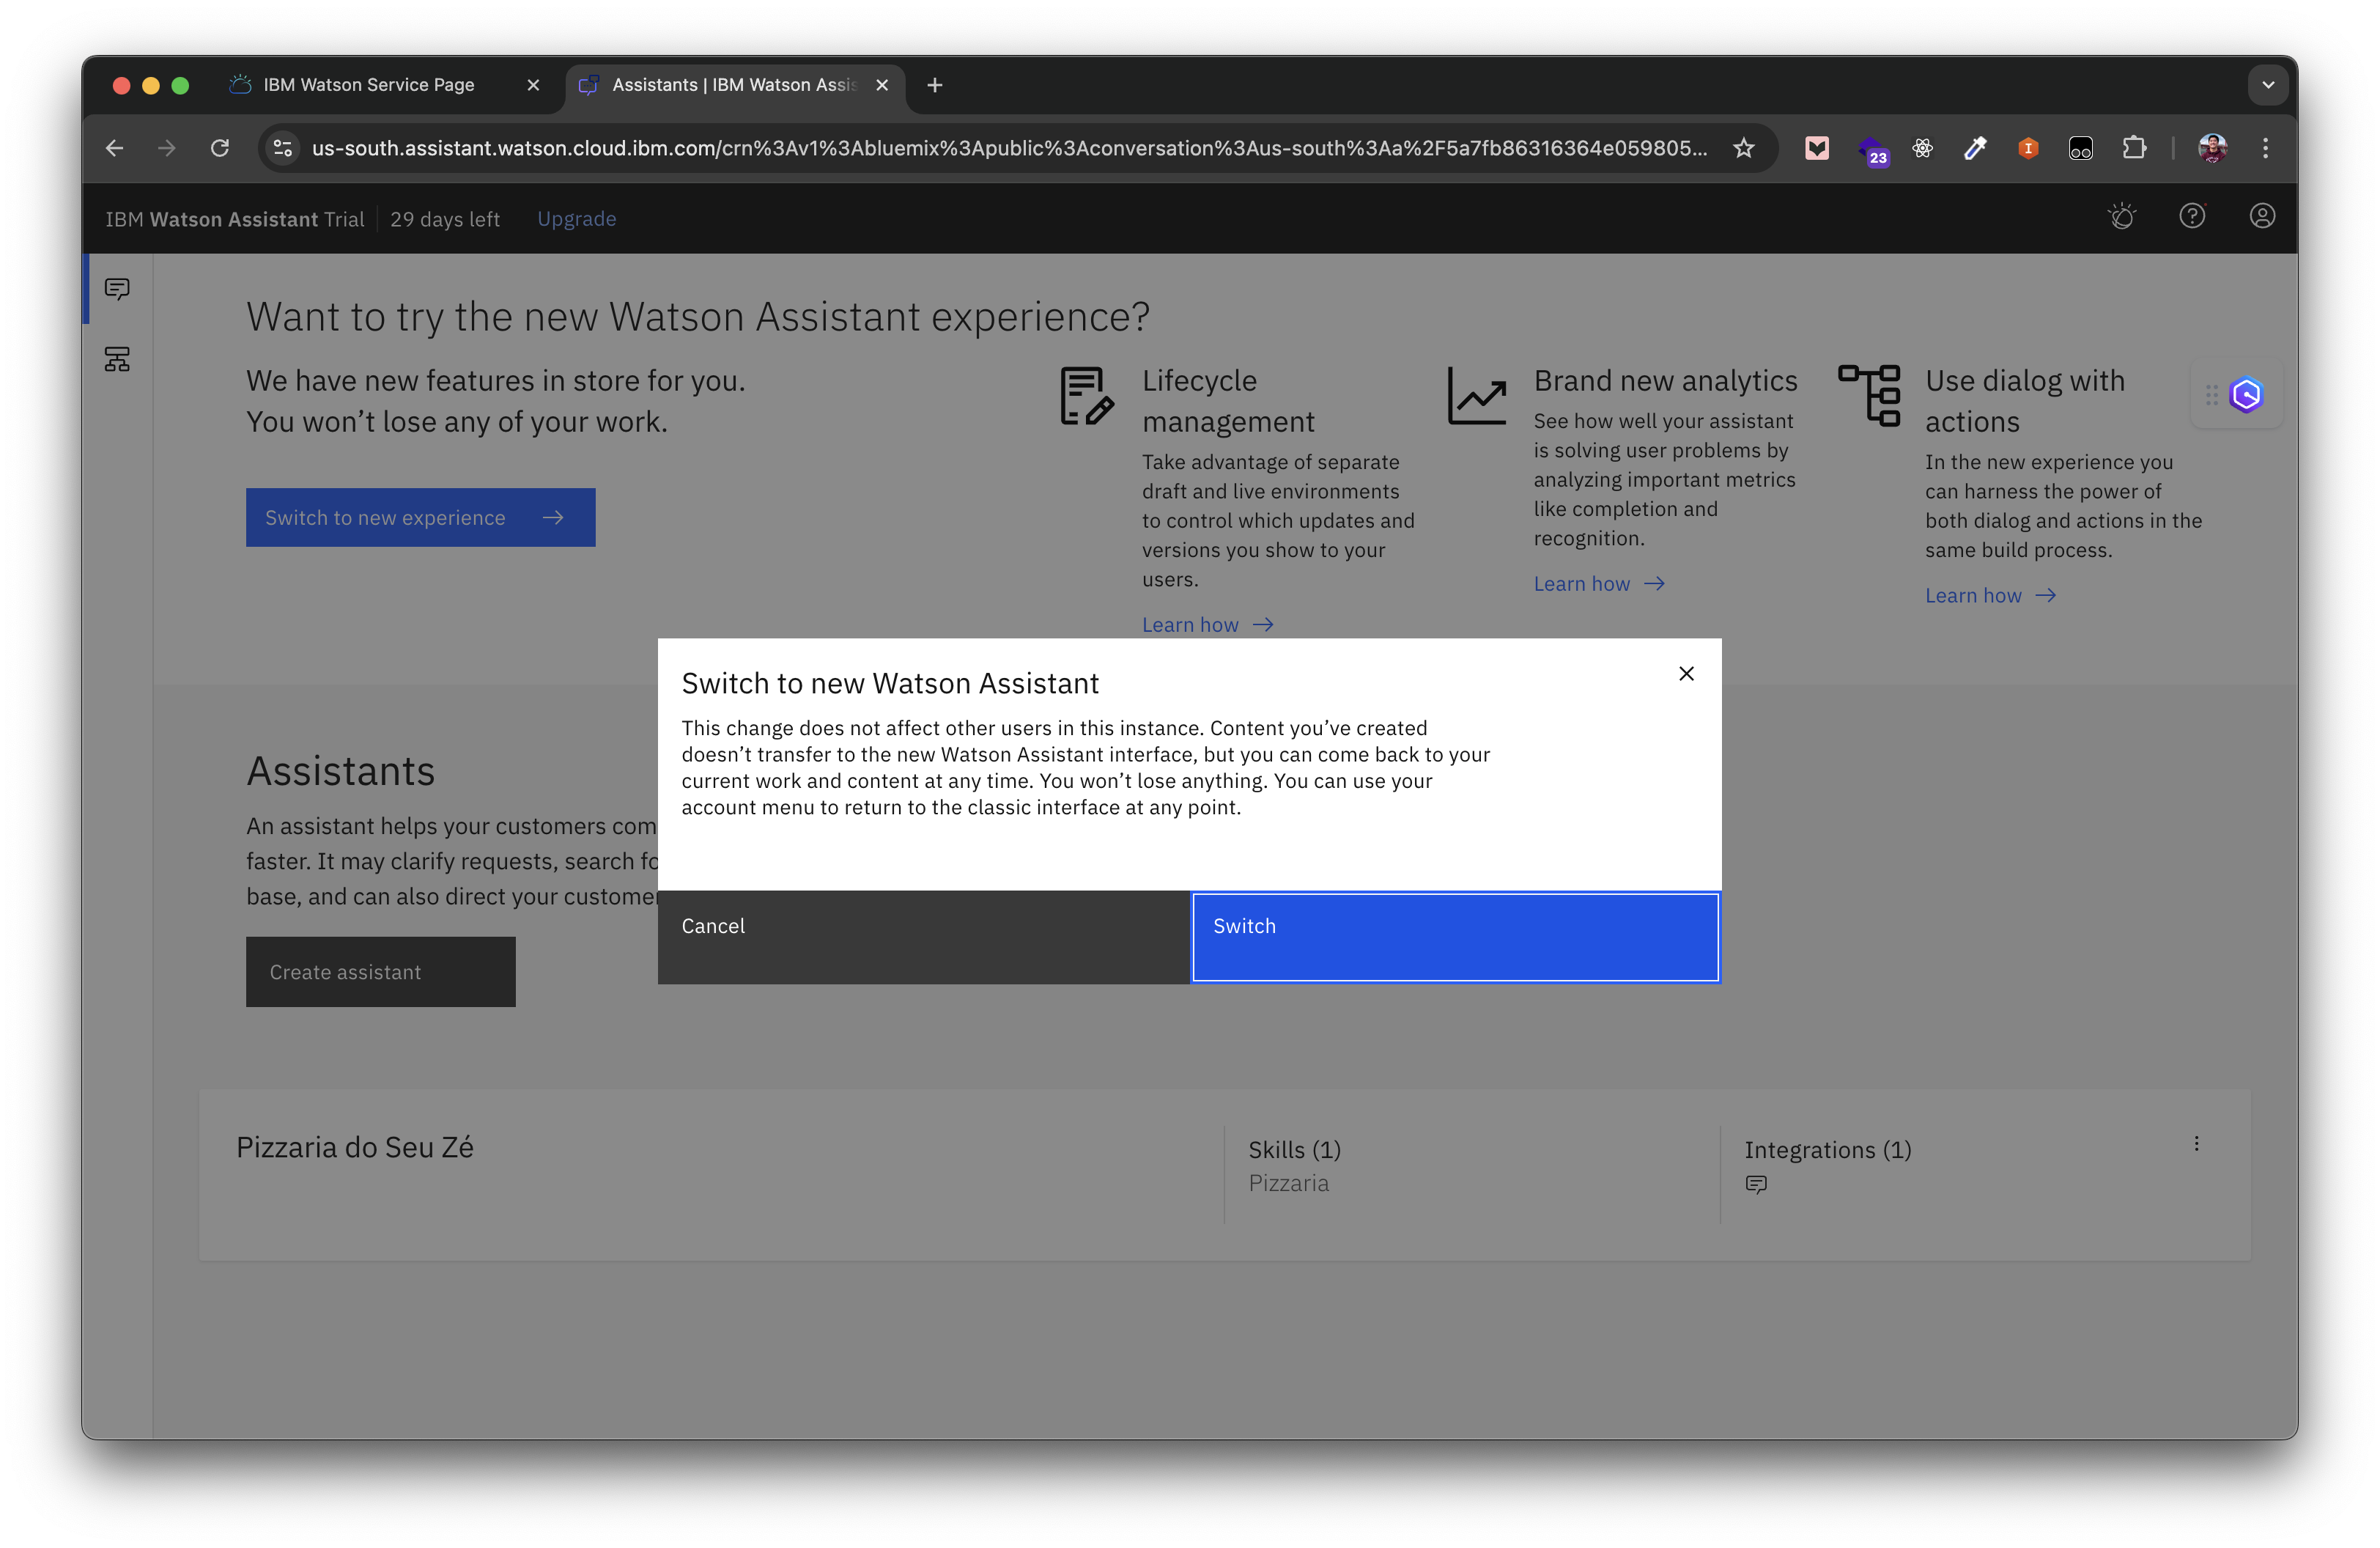 IBM Watson Service Page
Assistants | IBM Watson Assis
us-south.assistant.watson.cloud.ibm.com/crn%3Av1%3Abluemix%3Apublic%3Aconversation%3Aus-south%3Aa%2F5a7fb86316364e059805...
23
IBM Watson Assistant Trial
29 days left
Upgrade
Want to try the new Watson Assistant experience?
We have new features in store for you.
You won’t lose any of your work.
Switch to new experience
Lifecycle
management
Take advantage of separate
draft and live environments
to control which updates and
versions you show to your
users.
Learn how
Brand new analytics
See how well your assistant
is solving user problems by
analyzing important metrics
like completion and
recognition.
Learn how
Use dialog with
actions
In the new experience you
can harness the power of
both dialog and actions in the
same build process.
Learn how
Switch to new Watson Assistant
This change does not affect other users in this instance. Content you’ve created
doesn’t transfer to the new Watson Assistant interface, but you can come back to your
current work and content at any time. You won’t lose anything. You can use your
account menu to return to the classic interface at any point.
Cancel
Switch
Assistants
An assistant helps your customers com
faster. It may clarify requests, search fo
base, and can also direct your customer
Create assistant
Pizzaria do Seu Zé
Skills (1)
Pizzaria
Integrations (1)